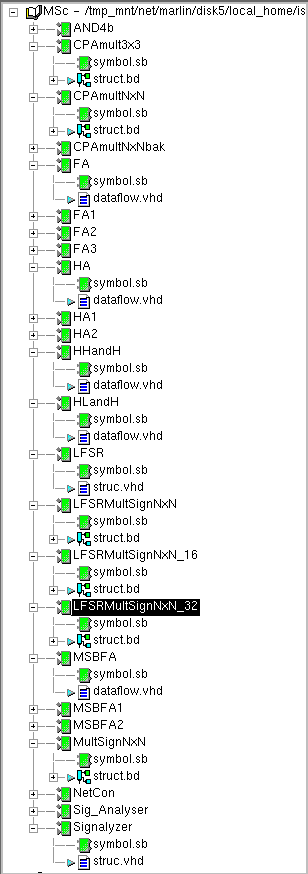 MSc - /tmp_mnt/net/marlin/disk5/local_home/is
AND4b
CPAmult3x3
symbol.sb
struct.bd
CPAmultNxN
symbol.sb
struct.bd
CPAmultNxNbak
FA
symbol.sb
dataflow.vhd
FA1
FA2
FA3
HA
symbol.sb
dataflow.vhd
HA1
HA2
HHandH
symbol.sb
dataflow.vhd
HLandH
symbol.sb
dataflow.vhd
LFSR
symbol.sb
struc.vhd
LFSRMultSignNxN
symbol.sb
struct.bd
LFSRMultSignNxN_16
symbol.sb
struct.bd
LFSRMultSignNxN_32
symbol.sb
struct.bd
MSBFA
symbol.sb
dataflow.vhd
MSBFA1
MSBFA2
MultSignNxN
symbol.sb
struct.bd
NetCon
Sig_Analyser
Signalyzer
symbol.sb
struc.vhd